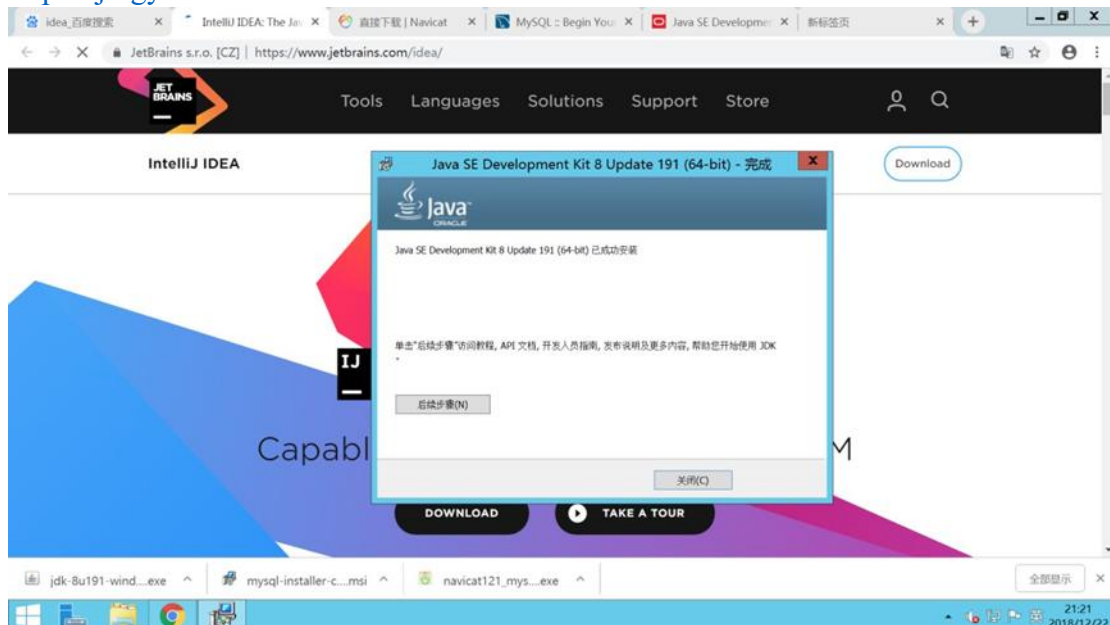 idea_百度搜索
IntelliJ IDEA: The Jav
直接下载 | Navicat
MySQL :: Begin You
Java SE Developme
新标签页
JetBrains s.r.o. [CZ] | https://www.jetbrains.com/idea/
JET
BRAINS
Tools Languages Solutions Support Store
IntelliJ IDEA
Download
Java SE Development Kit 8 Update 191 (64-bit) - 完成
Java
ORACLE
Java SE Development Kit 8 Update 191 (64-bit) 已成功安装
单击"后续步骤"访问教程, API 文档, 开发人员指南, 发布说明及更多内容, 帮助您开始使用 JDK
。
后续步骤(N)
IJ
Capabl
M
关闭(C)
DOWNLOAD
TAKE A TOUR
jdk-8u191-wind....exe
mysql-installer-c....msi
navicat121_mys....exe
全部显示
英
21:21
2018/12/22